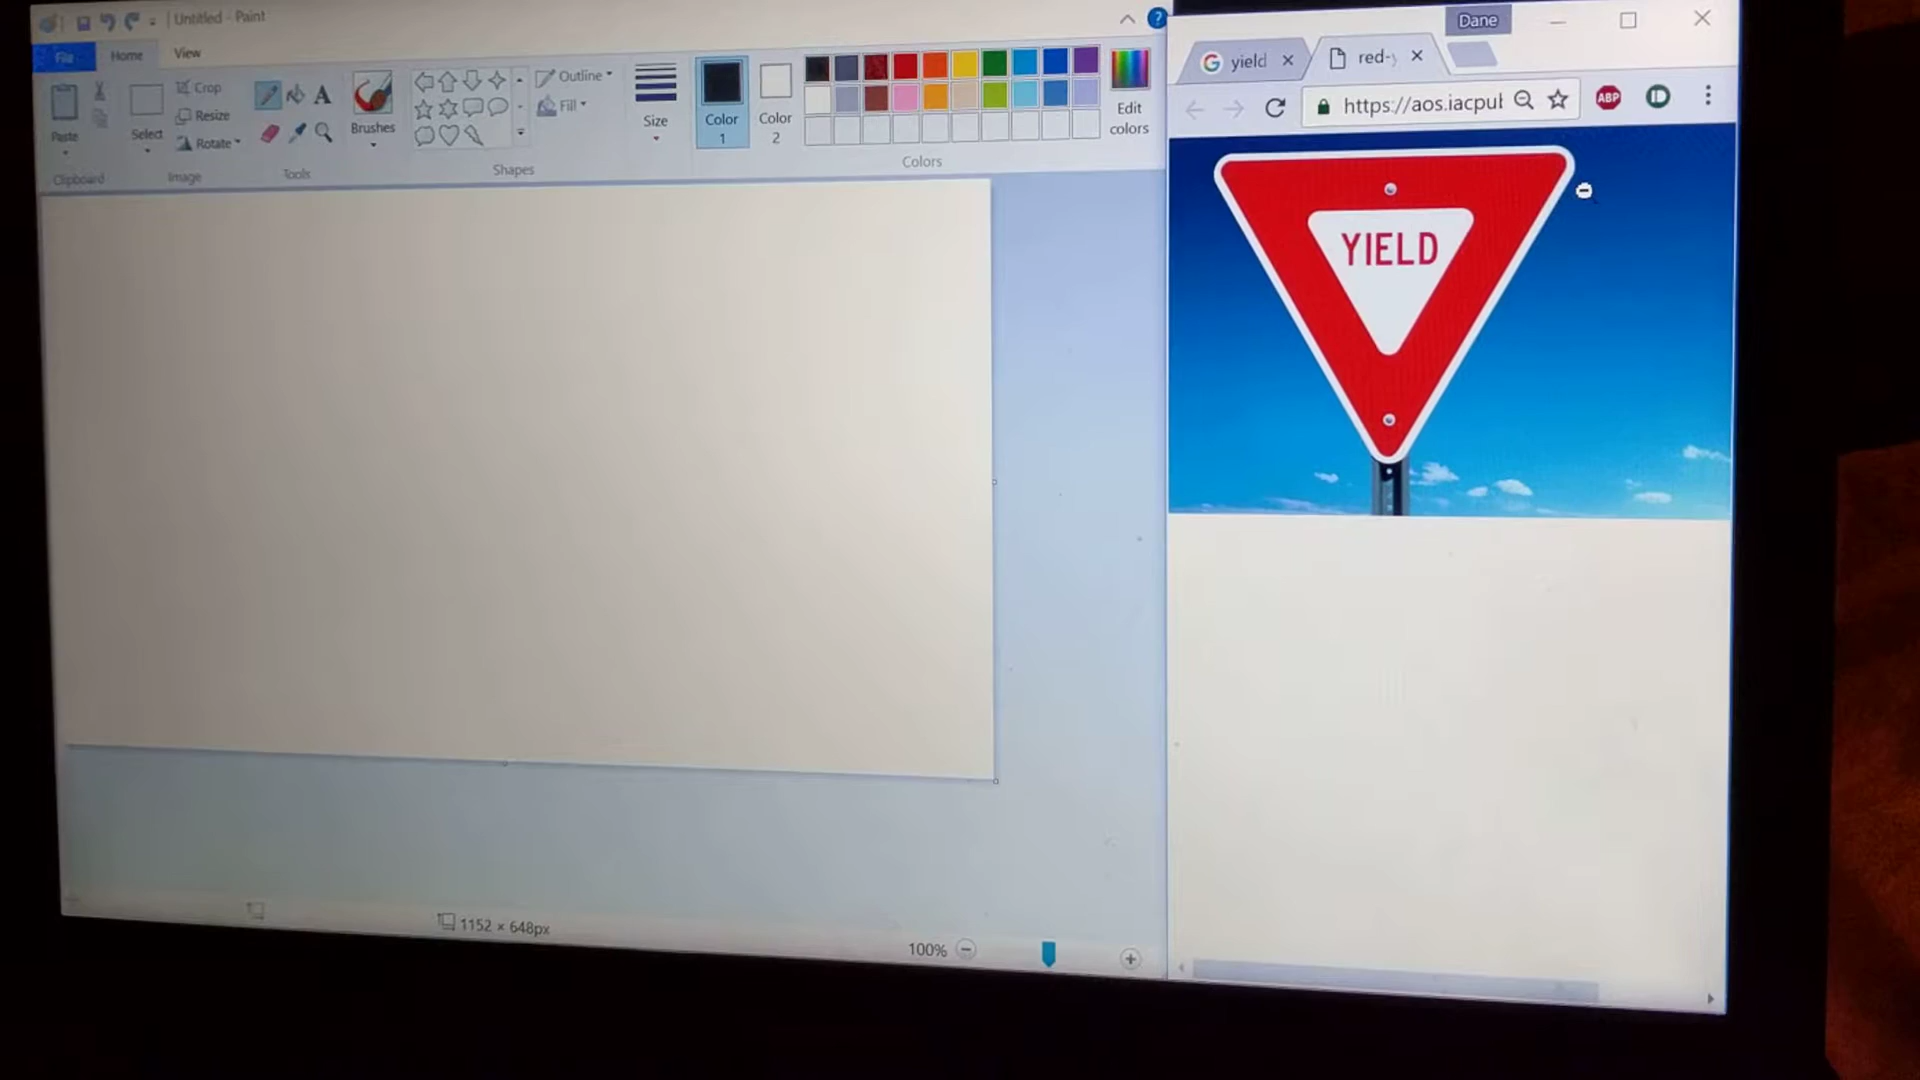 Untitled - Paint
File Home View
Paste
Clipboard
Select
Crop
Resize
Rotate
Image
A
Tools
Brushes
Outline
Fill
Shapes
Size
Color 1
Color 2
Edit colors
Colors
1152 × 648px
100%
Dane
G yield
red-y
https://aos.iacpub
ABP
YIELD